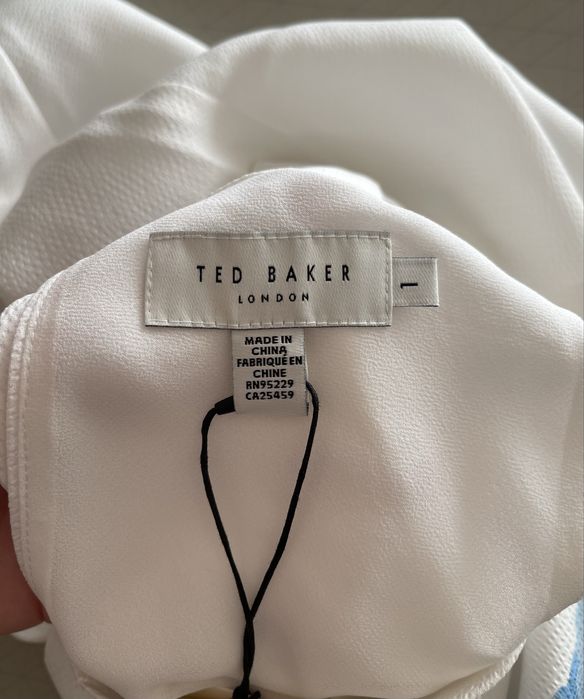 TED BAKER
LONDON
1
MADE IN
CHINA
FABRIQUÉ EN
CHINE
RN95229
CA25459